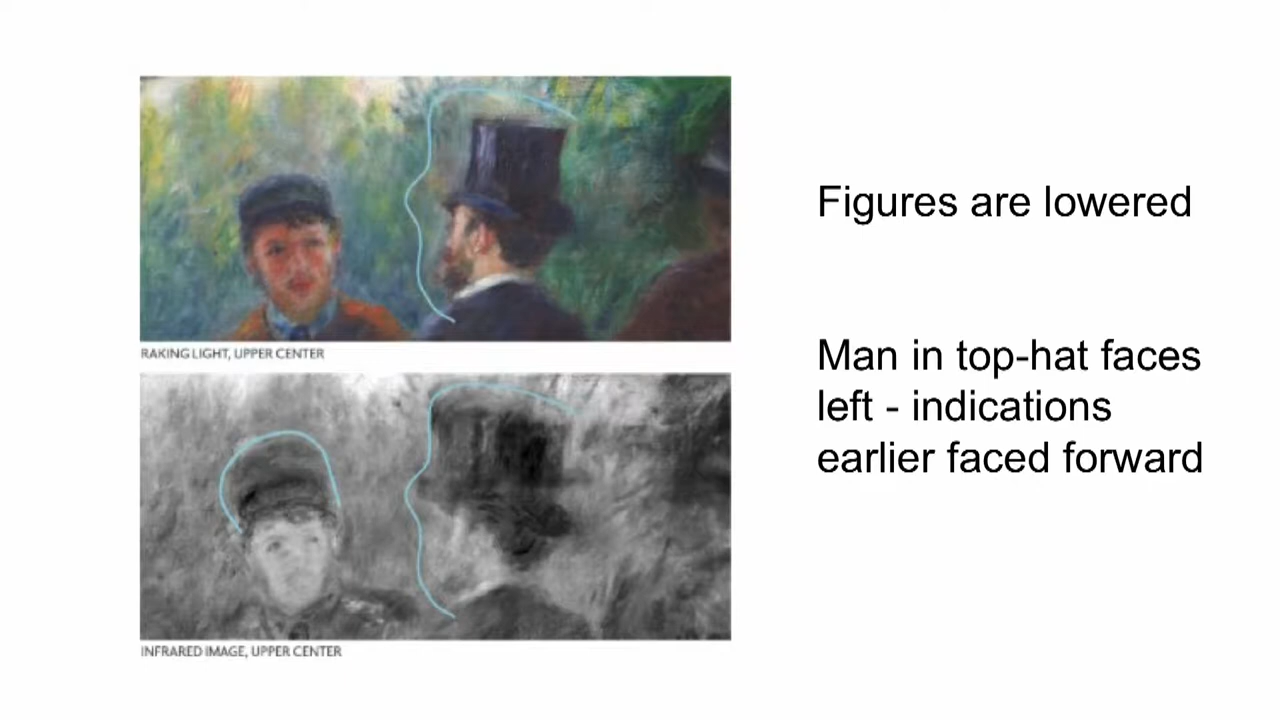 Figures are lowered
Man in top-hat faces
left - indications
earlier faced forward
RAKING LIGHT, UPPER CENTER
INFRARED IMAGE, UPPER CENTER